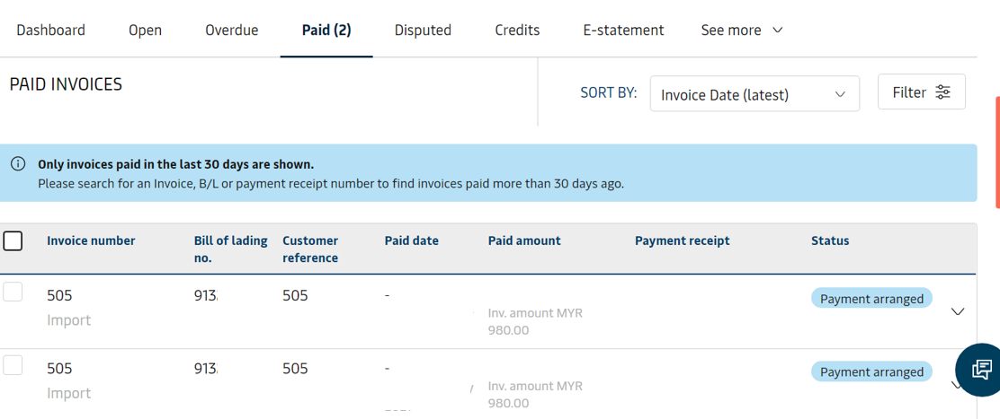 Dashboard Open Overdue Paid (2) Disputed Credits E-statement See more
PAID INVOICES SORT BY: Invoice Date (latest) Filter
Only invoices paid in the last 30 days are shown.
Please search for an Invoice, B/L or payment receipt number to find invoices paid more than 30 days ago.
Invoice number Bill of lading no. Customer reference Paid date Paid amount Payment receipt Status
505 913 505 - Payment arranged
Import Inv. amount MYR
980.00
505 913 505 - Payment arranged
Import Inv. amount MYR
980.00